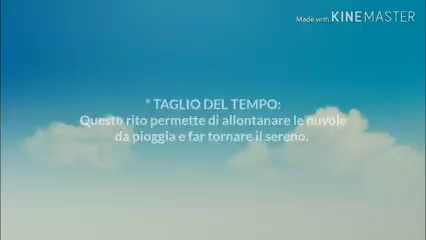 Made with KINEMASTER
* TAGLIO DEL TEMPO:
Questo rito permette di allontanare le nuvole
da pioggia e far tornare il sereno.